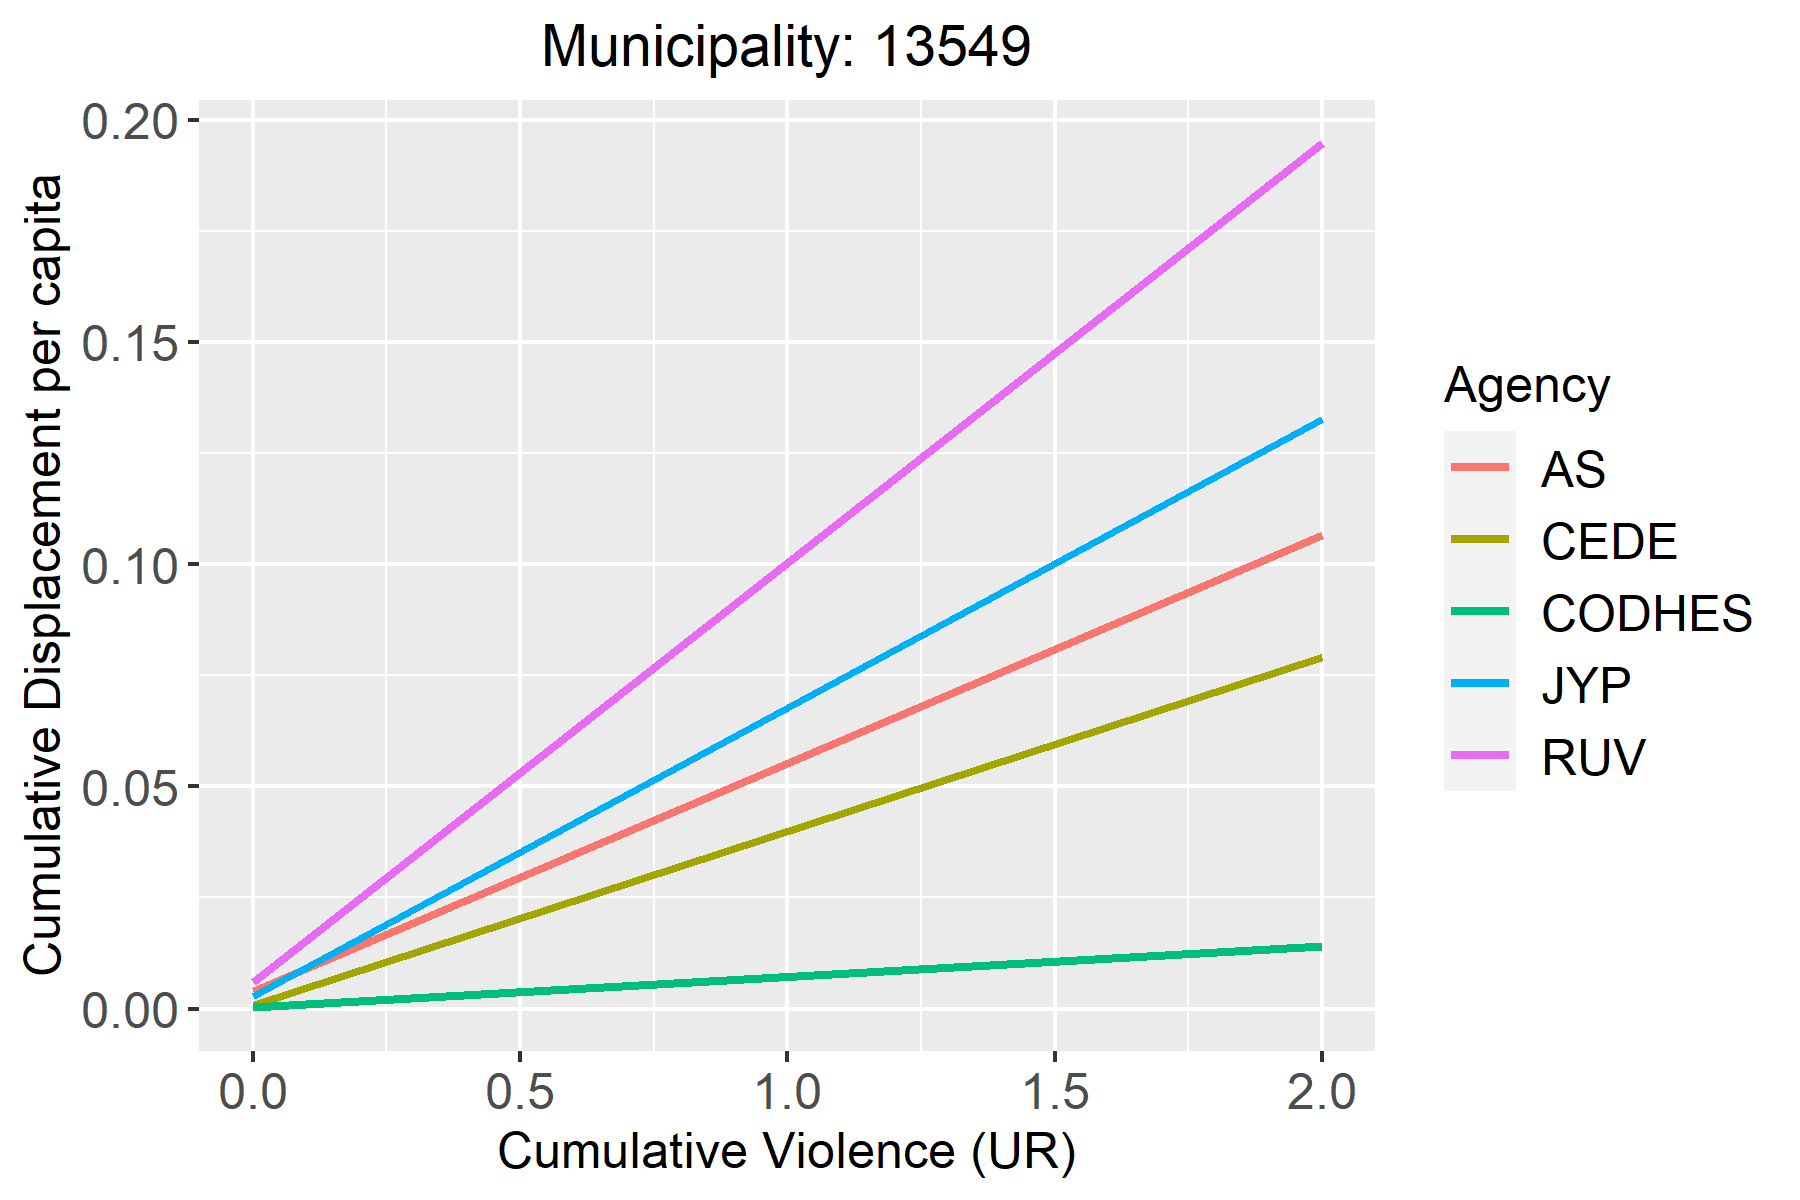 Municipality: 13549
Cumulative Displacement per capita
0.20
0.15
0.10
0.05
0.00
0.0 0.5 1.0 1.5 2.0
Cumulative Violence (UR)
Agency
AS
CEDE
CODHES
JYP
RUV